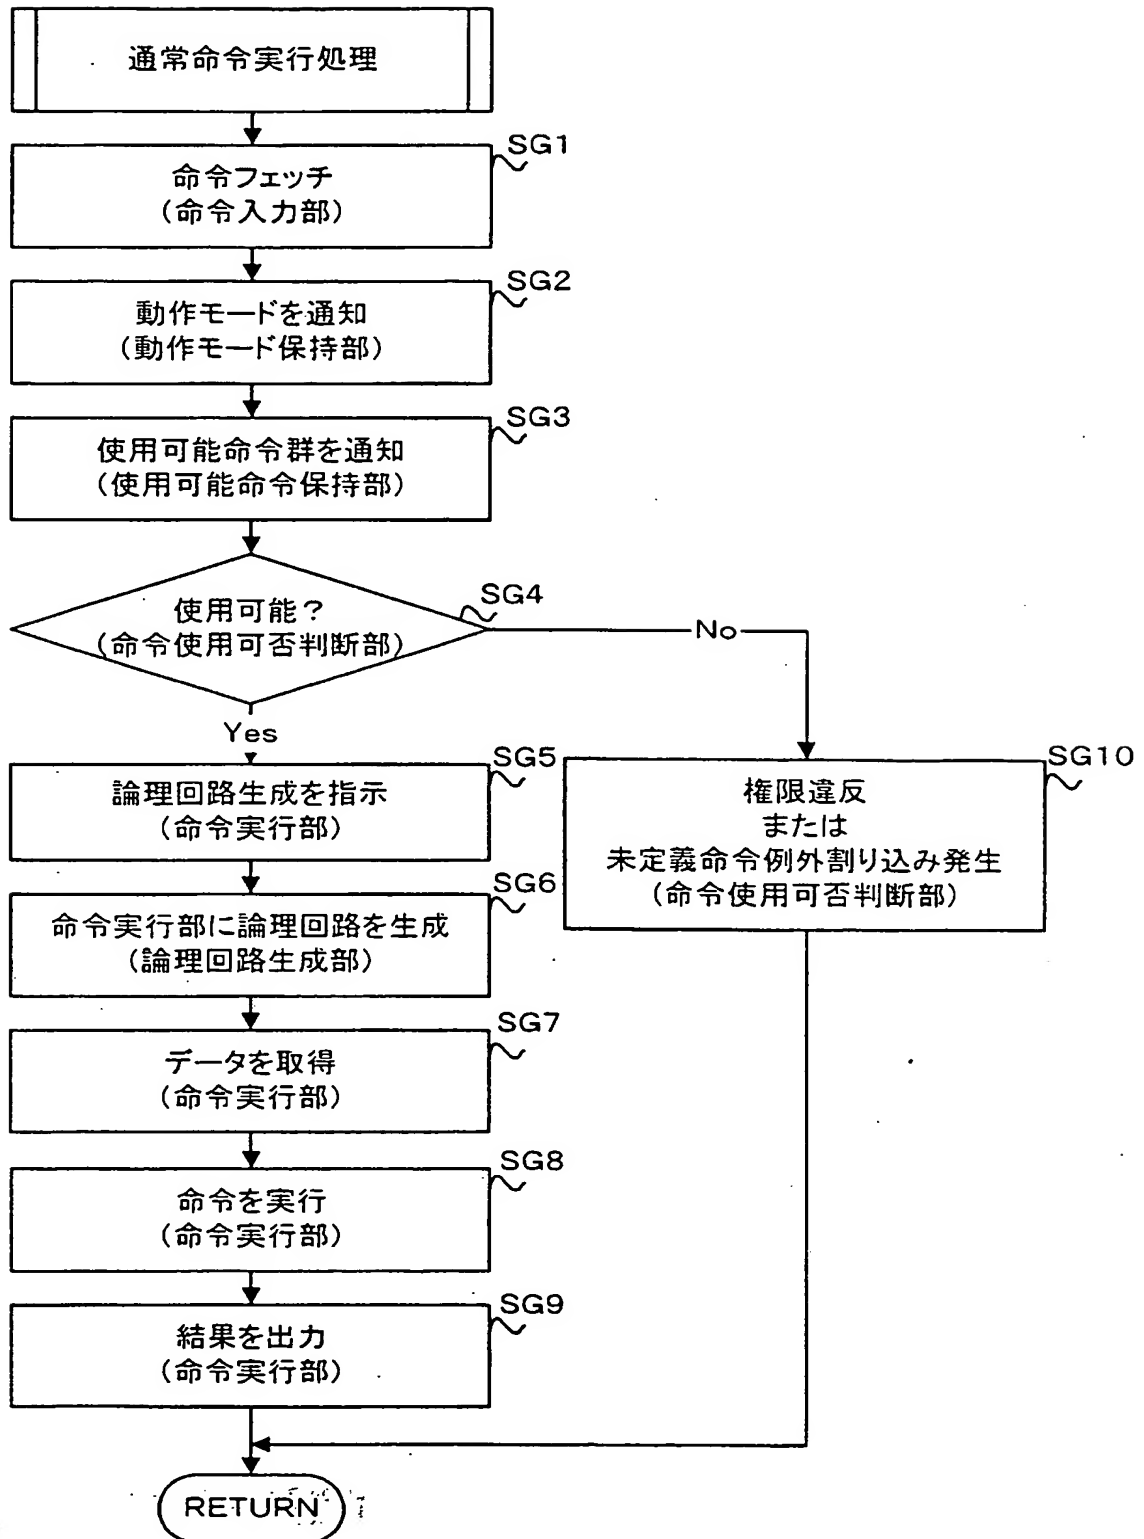 通常命令実行処理
SG1
命令フェッチ
(命令入力部)
SG2
動作モードを通知
(動作モード保持部)
SG3
使用可能命令群を通知
(使用可能命令保持部)
SG4
使用可能？
(命令使用可否判断部)
No
Yes
SG5
論理回路生成を指示
(命令実行部)
SG10
権限違反
または
未定義命令例外割り込み発生
(命令使用可否判断部)
SG6
命令実行部に論理回路を生成
(論理回路生成部)
SG7
データを取得
(命令実行部)
SG8
命令を実行
(命令実行部)
SG9
結果を出力
(命令実行部)
RETURN